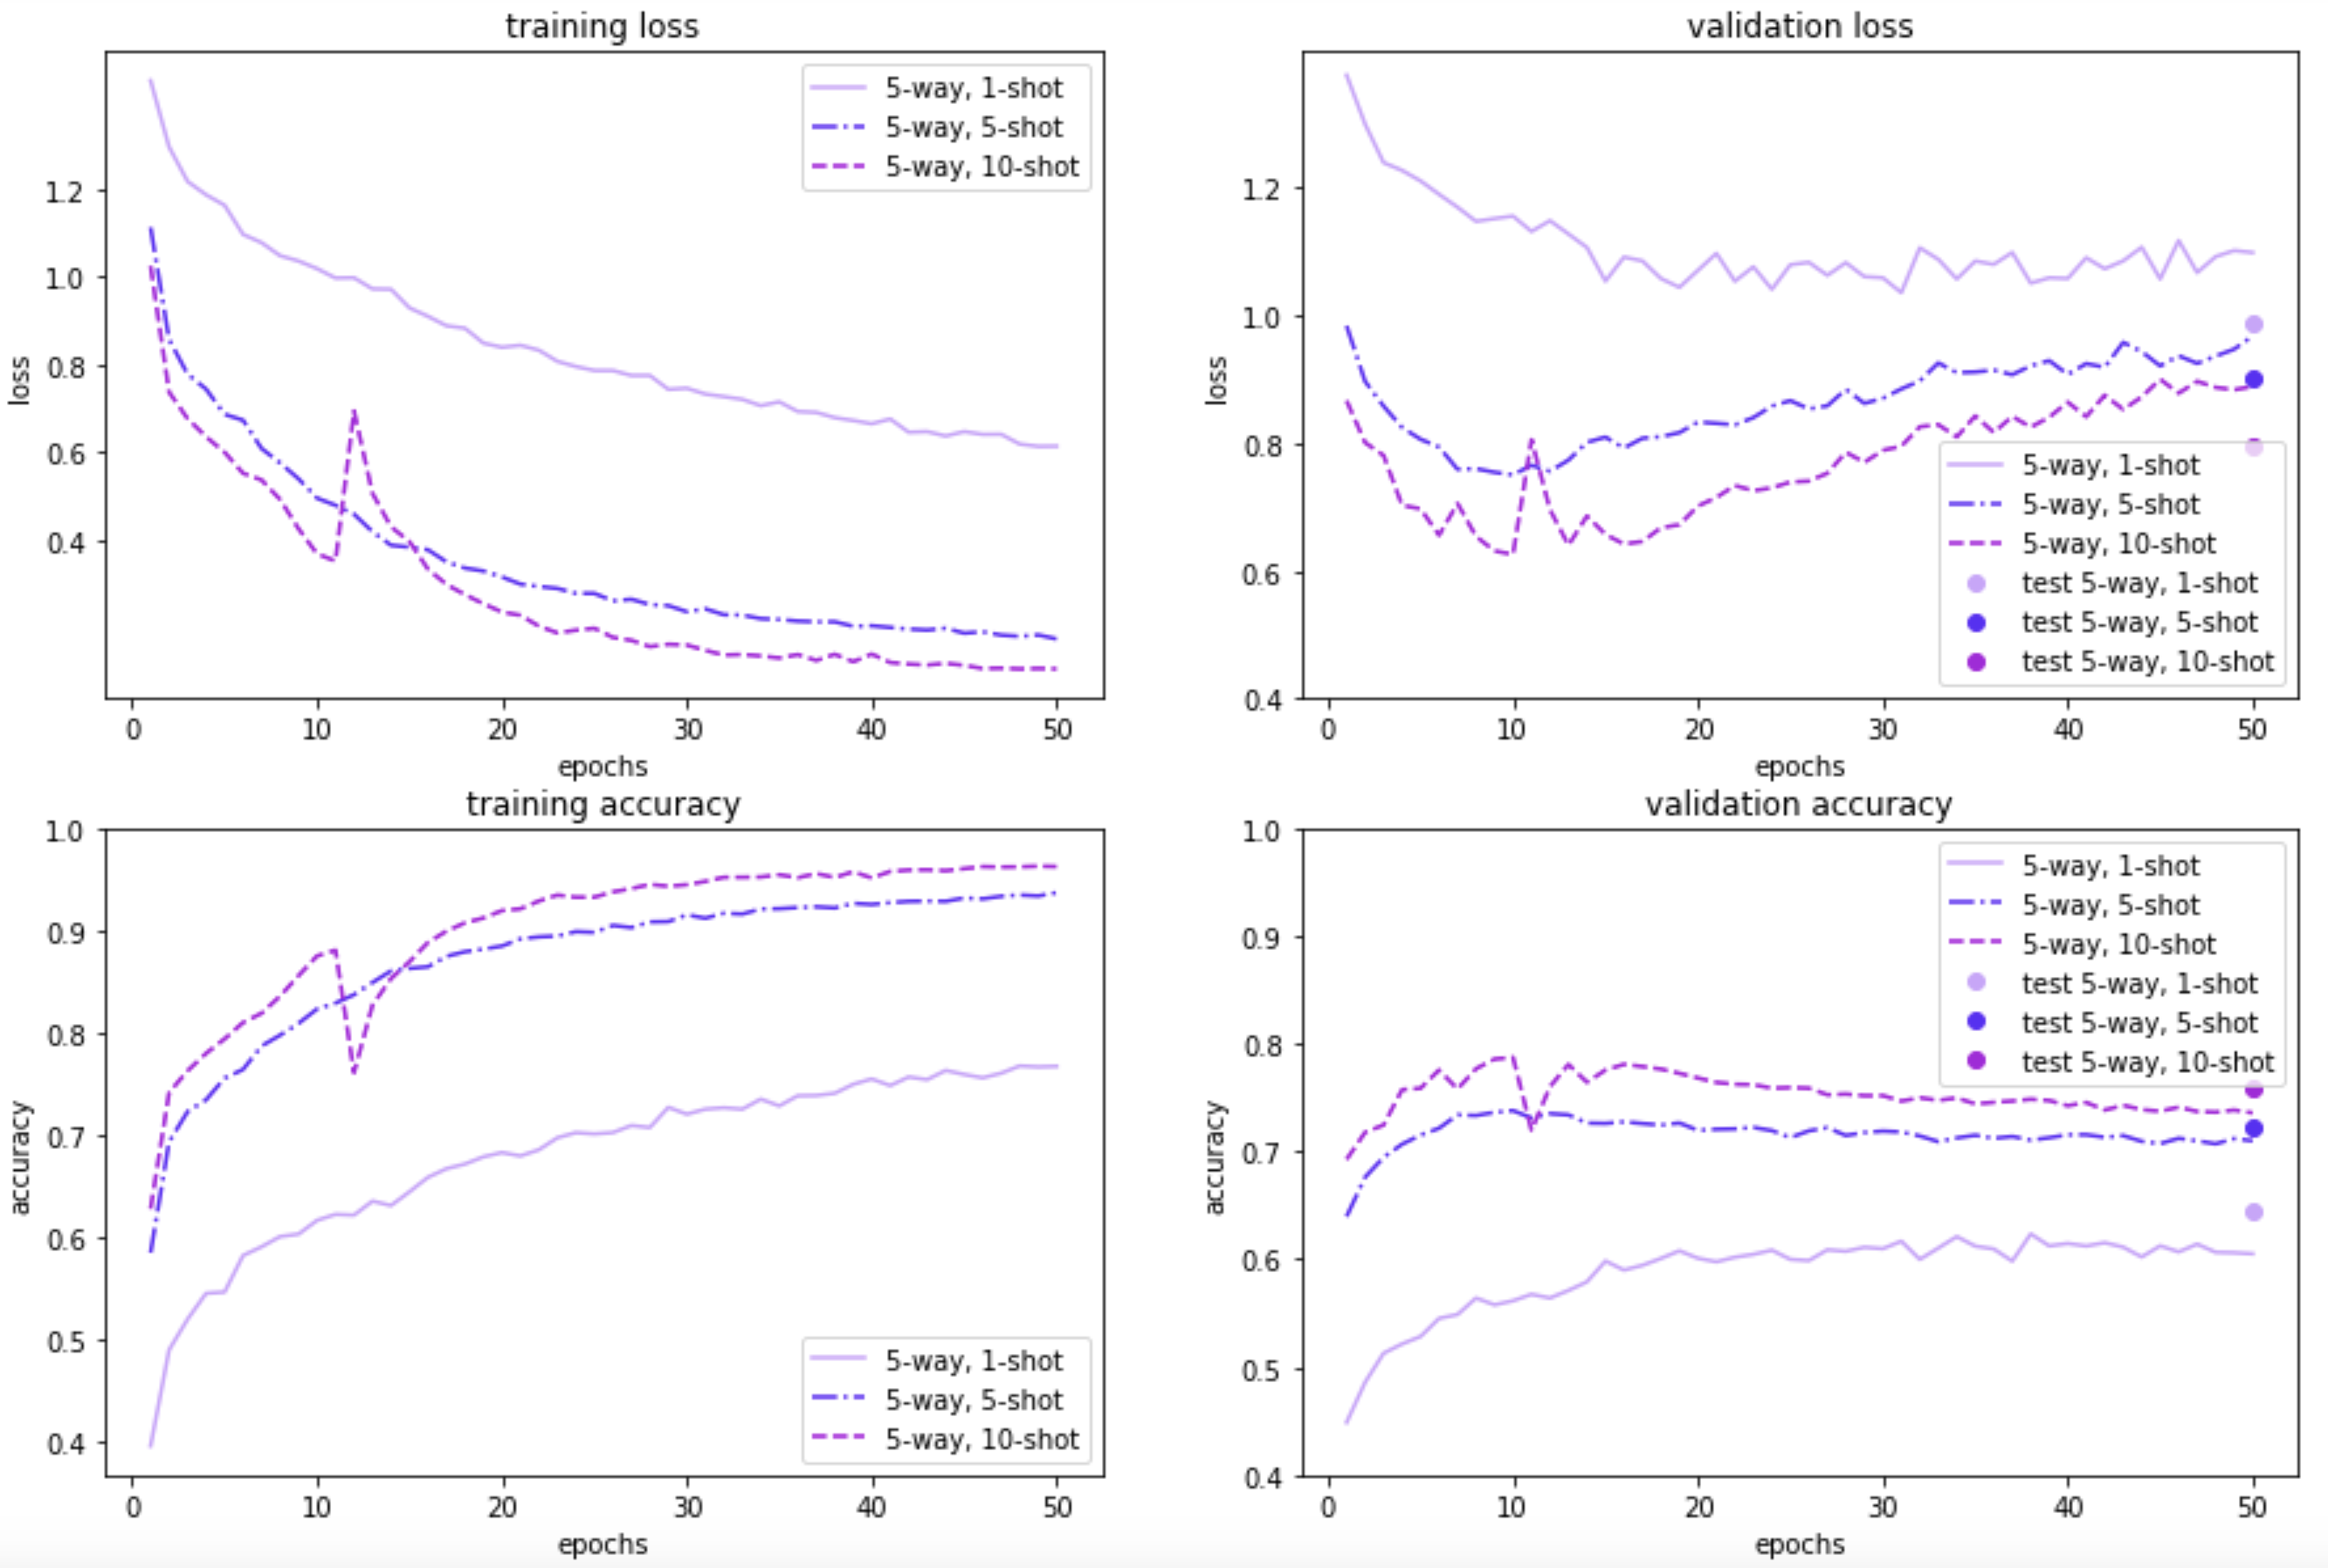 training loss
5-way, 1-shot
5-way, 5-shot
5-way, 10-shot
1.2
1.0
0.8
0.6
0.4
loss
0 10 20 30 40 50
epochs
validation loss
1.2
1.0
0.8
0.6
0.4
loss
5-way, 1-shot
5-way, 5-shot
5-way, 10-shot
test 5-way, 1-shot
test 5-way, 5-shot
test 5-way, 10-shot
0 10 20 30 40 50
epochs
training accuracy
1.0
0.9
0.8
0.7
0.6
0.5
0.4
accuracy
5-way, 1-shot
5-way, 5-shot
5-way, 10-shot
0 10 20 30 40 50
epochs
validation accuracy
1.0
0.9
0.8
0.7
0.6
0.5
0.4
accuracy
5-way, 1-shot
5-way, 5-shot
5-way, 10-shot
test 5-way, 1-shot
test 5-way, 5-shot
test 5-way, 10-shot
0 10 20 30 40 50
epochs